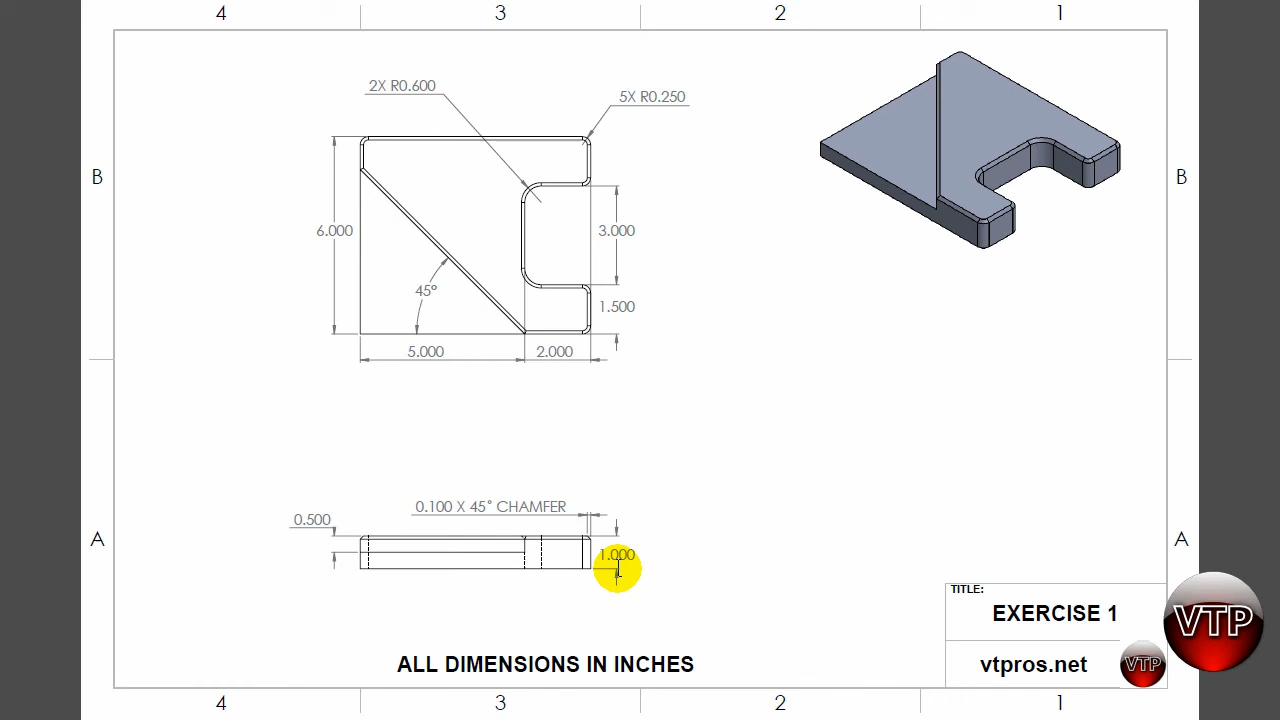 4 3 2 1
2X R0.600
5X R0.250
B B
6.000
3.000
45°
1.500
5.000
2.000
0.100 X 45° CHAMFER
0.500
A A
1.000
TITLE:
EXERCISE 1
VTP
ALL DIMENSIONS IN INCHES
vtpros.net
VTP
4 3 2 1